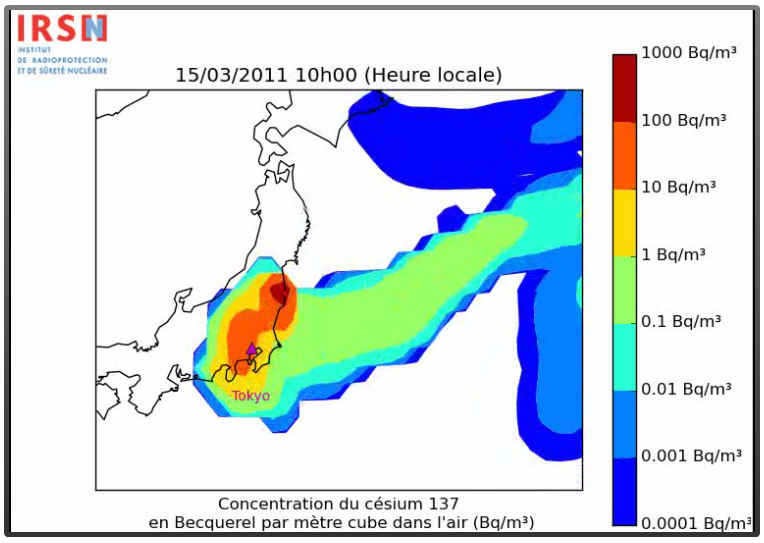 IRSN
INSTITUT
DE RADIOPROTECTION
ET DE SÛRETÉ NUCLÉAIRE
15/03/2011 10h00 (Heure locale)
1000 Bq/m³
100 Bq/m³
10 Bq/m³
1 Bq/m³
0.1 Bq/m³
0.01 Bq/m³
0.001 Bq/m³
0.0001 Bq/m³
Tokyo
Concentration du césium 137
en Becquerel par mètre cube dans l'air (Bq/m³)